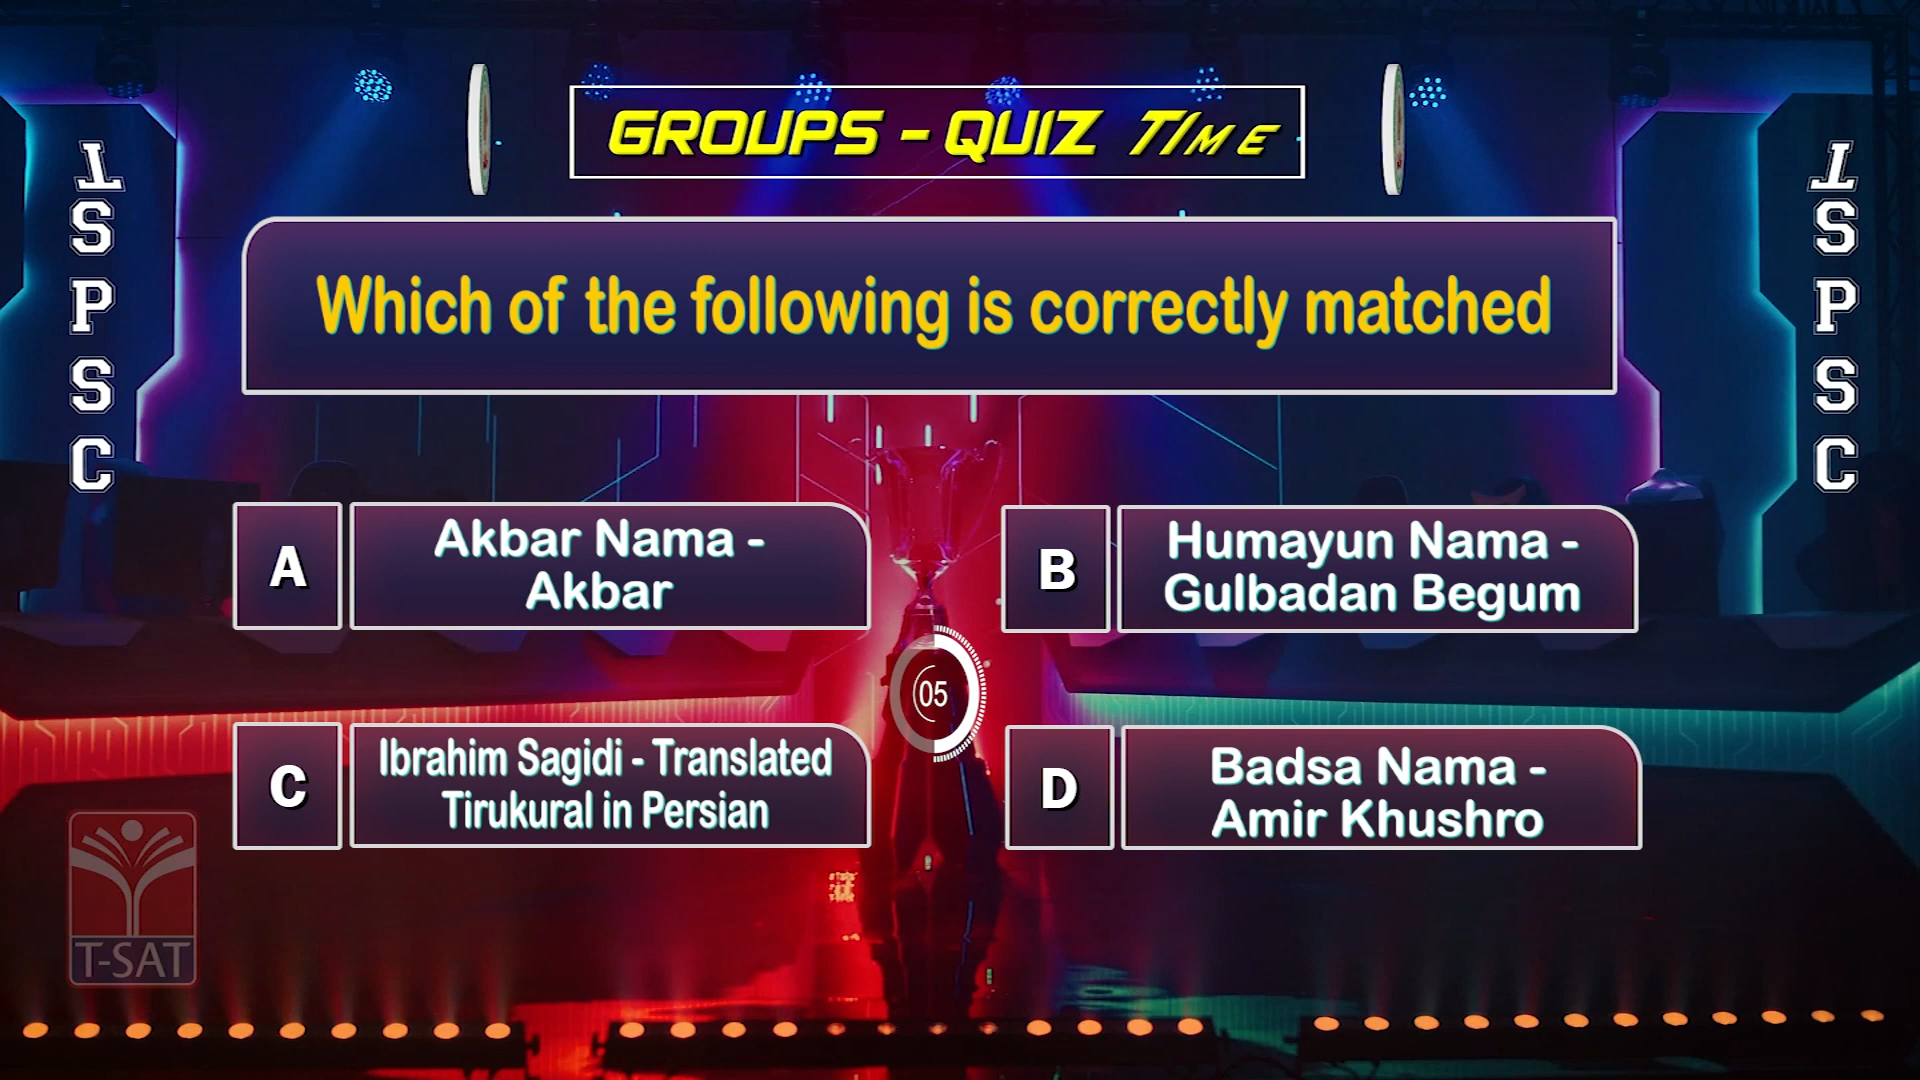 GROUPS - QUIZ TIME
TSPSC
TSPSC
Which of the following is correctly matched
A
Akbar Nama -
Akbar
B
Humayun Nama -
Gulbadan Begum
05
C
Ibrahim Sagidi - Translated
Tirukural in Persian
D
Badsa Nama -
Amir Khushro
T-SAT